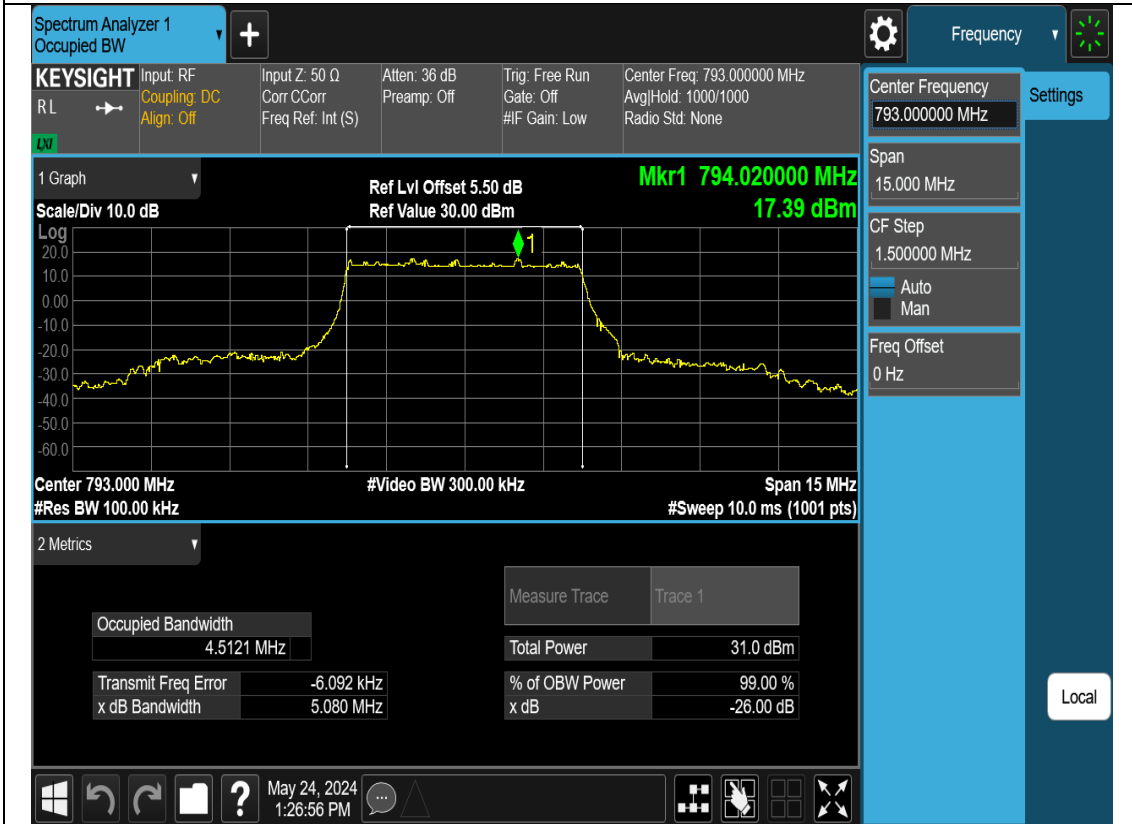 Spectrum Analyzer 1
Occupied BW
+
Frequency
KEYSIGHT
R L
LXI
Input: RF
Coupling: DC
Align: Off
Input Z: 50 Ω
Corr CCorr
Freq Ref: Int (S)
Atten: 36 dB
Preamp: Off
Trig: Free Run
Gate: Off
#IF Gain: Low
Center Freq: 793.000000 MHz
Avg|Hold: 1000/1000
Radio Std: None
Center Frequency
793.000000 MHz
Settings
Span
15.000 MHz
CF Step
1.500000 MHz
Auto
Man
Freq Offset
0 Hz
Local
1 Graph
Scale/Div 10.0 dB
Ref Lvl Offset 5.50 dB
Ref Value 30.00 dBm
Mkr1 794.020000 MHz
17.39 dBm
Log
1
20.0
10.0
0.00
-10.0
-20.0
-30.0
-40.0
-50.0
-60.0
Center 793.000 MHz
#Video BW 300.00 kHz
Span 15 MHz
#Res BW 100.00 kHz
#Sweep 10.0 ms (1001 pts)
2 Metrics
Measure Trace Trace 1
Occupied Bandwidth
4.5121 MHz
Total Power 31.0 dBm
Transmit Freq Error -6.092 kHz
% of OBW Power 99.00 %
x dB Bandwidth 5.080 MHz
x dB -26.00 dB
?
May 24, 2024
1:26:56 PM